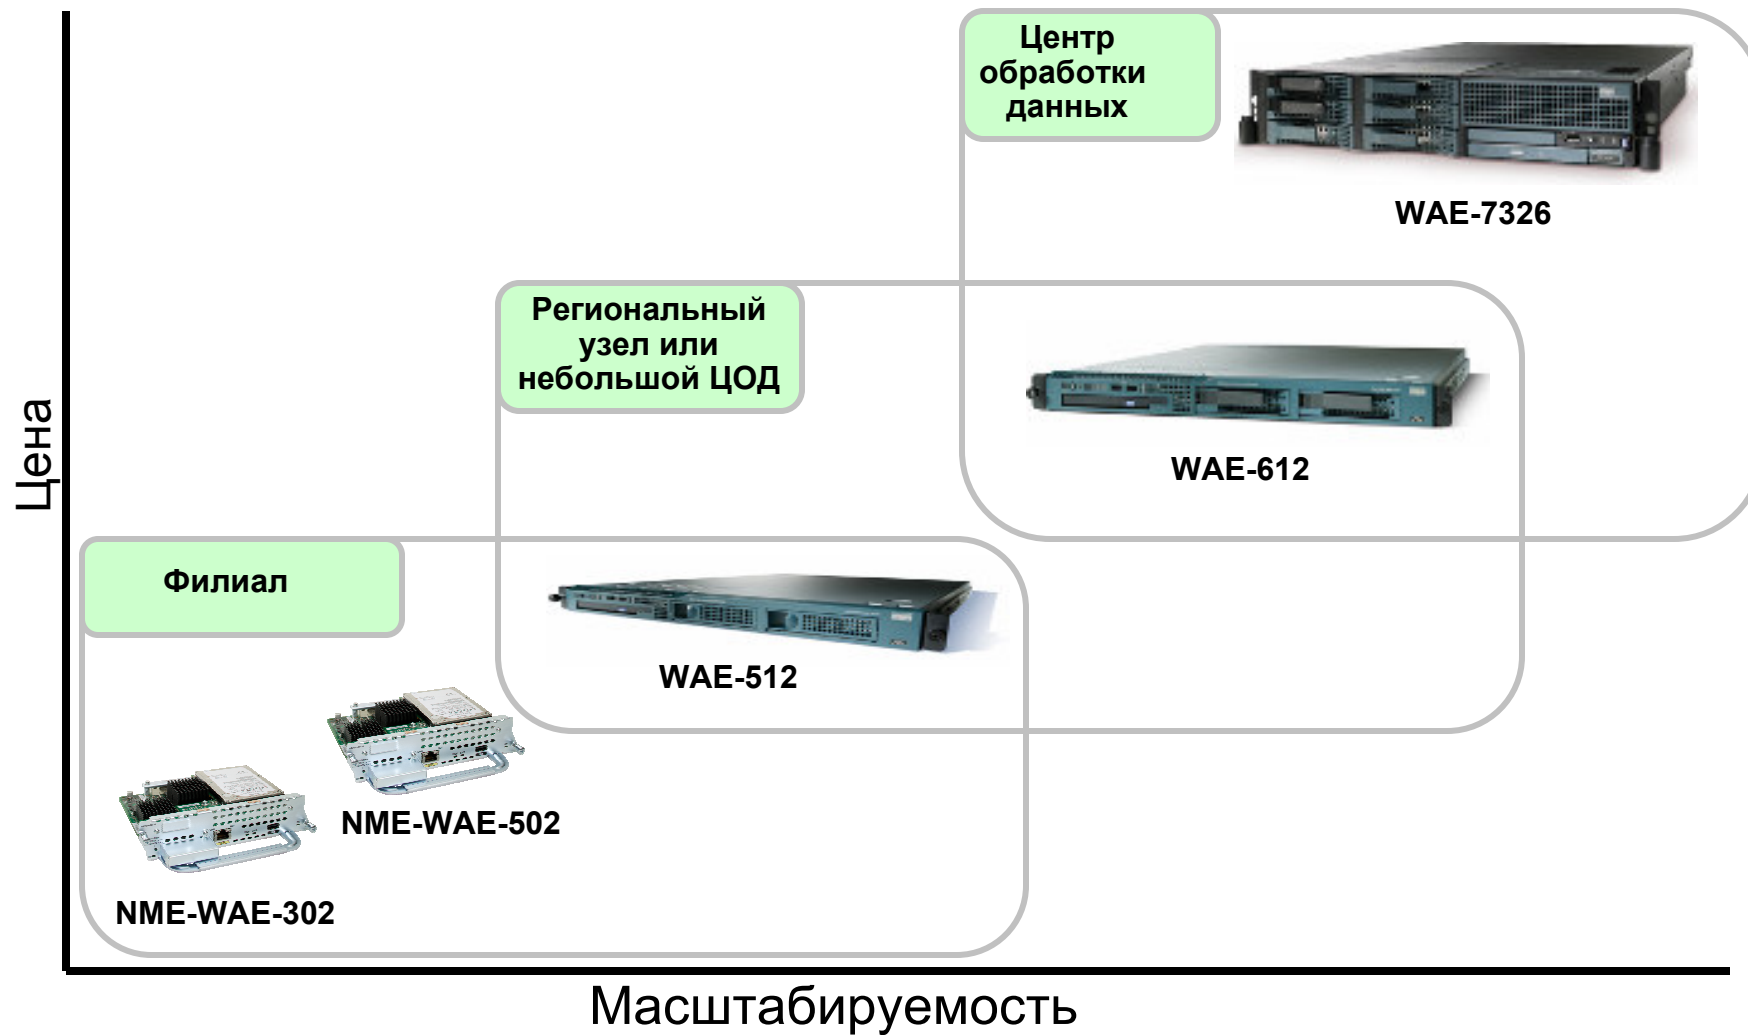 Центр
обработки
данных
WAE-7326
Региональный
узел или
небольшой ЦОД
WAE-612
Цена
Филиал
WAE-512
NME-WAE-502
NME-WAE-302
Масштабируемость